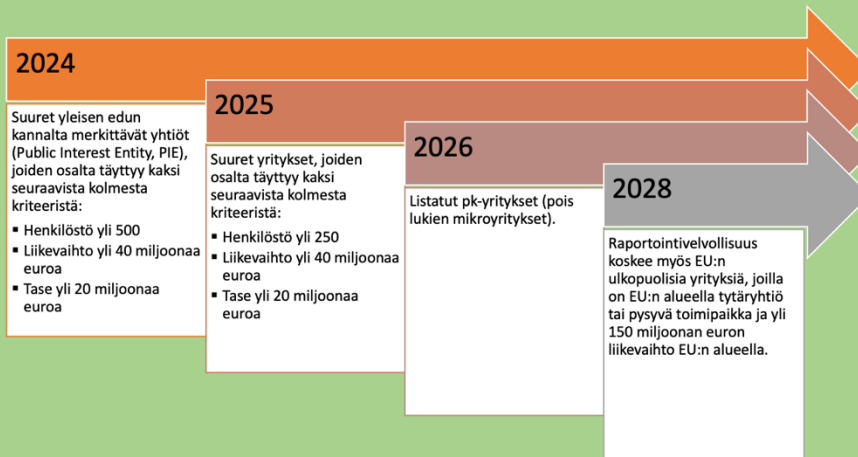 2024
Suuret yleisen edun
kannalta merkittävät yhtiöt
(Public Interest Entity, PIE),
joiden osalta täyttyy kaksi
seuraavista kolmesta
kriteeristä:
▪ Henkilöstö yli 500
▪ Liikevaihto yli 40 miljoonaa
euroa
▪ Tase yli 20 miljoonaa
euroa
2025
Suuret yritykset, joiden
osalta täyttyy kaksi
seuraavista kolmesta
kriteeristä:
▪ Henkilöstö yli 250
▪ Liikevaihto yli 40 miljoonaa
euroa
▪ Tase yli 20 miljoonaa
euroa
2026
Listatut pk-yritykset (pois
lukien mikroyritykset).
2028
Raportointivelvollisuus
koskee myös EU:n
ulkopuolisia yrityksiä, joilla
on EU:n alueella tytäryhtiö
tai pysyvä toimipaikka ja yli
150 miljoonan euron
liikevaihto EU:n alueella.